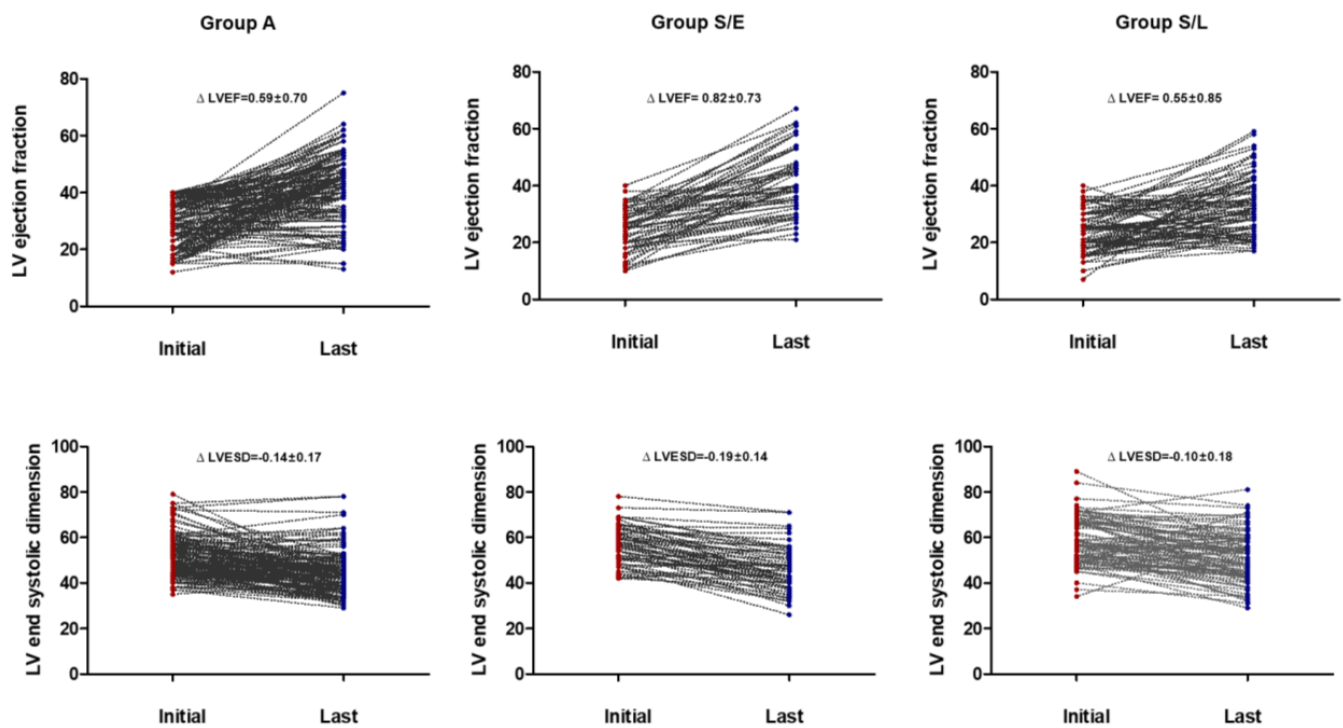 Group A
Group S/E
Group S/L
LV ejection fraction
80
60
40
20
0
Δ LVEF=0.59±0.70
Initial Last
LV ejection fraction
80
60
40
20
0
Δ LVEF= 0.82±0.73
Initial Last
LV ejection fraction
80
60
40
20
0
Δ LVEF= 0.55±0.85
Initial Last
LV end systolic dimension
100
80
60
40
20
0
Δ LVESD=-0.14±0.17
Initial Last
LV end systolic dimension
100
80
60
40
20
0
Δ LVESD=-0.19±0.14
Initial Last
LV end systolic dimension
100
80
60
40
20
0
Δ LVESD=-0.10±0.18
Initial Last